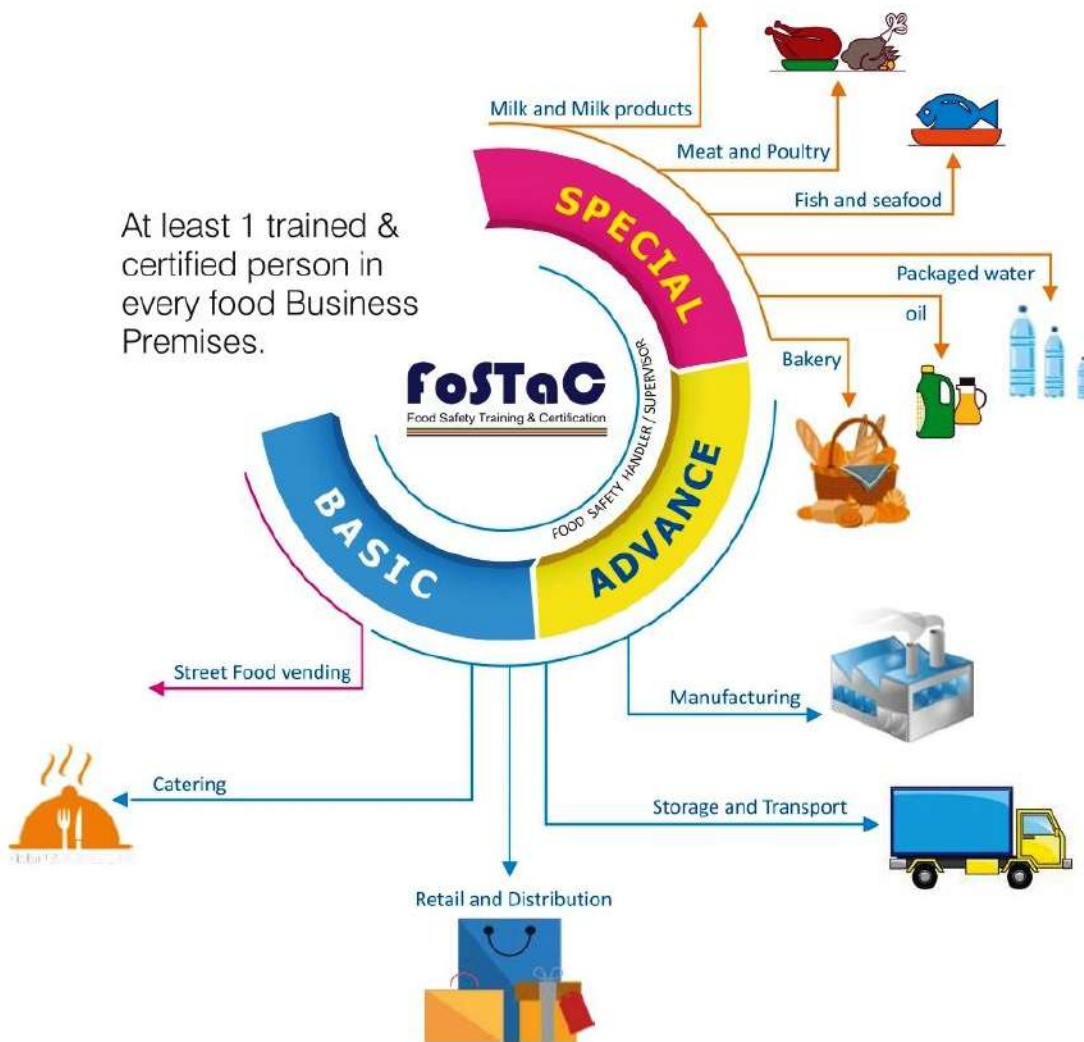 Milk and Milk products
Meat and Poultry
Fish and seafood
At least 1 trained &
certified person in
every food Business
Premises.
SPECIAL
Packaged water
oil
Bakery
FoSTaC
Food Safety Training & Certification
FOOD SAFETY HANDLER / SUPERVISOR
ADVANCE
BASIC
Street Food vending
Manufacturing
Catering
Storage and Transport
Retail and Distribution